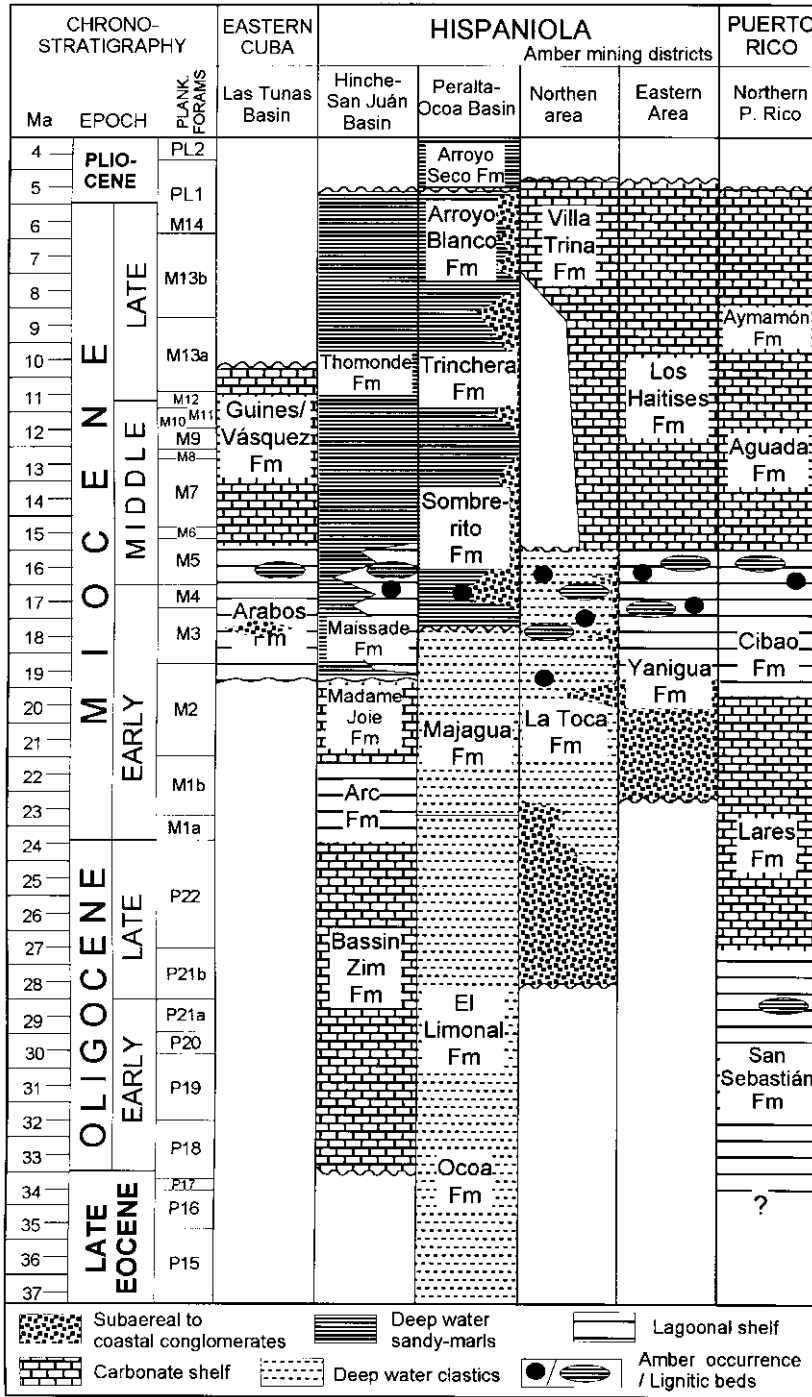 CHRONO-
STRATIGRAPHY
EASTERN
CUBA
HISPANIOLA
Amber mining districts
PUERTO
RICO
Ma
EPOCH
PLANK.
FORAMS
Las Tunas
Basin
Hinche-
San Juán
Basin
Peralta-
Ocoa Basin
Northen
area
Eastern
Area
Northern
P. Rico
4
5
6
7
8
9
10
11
12
13
14
15
16
17
18
19
20
21
22
23
24
25
26
27
28
29
30
31
32
33
34
35
36
37
PLIO-
CENE
MIOCENE
LATE
MIDDLE
EARLY
OLIGOCENE
LATE
EARLY
LATE
EOCENE
PL2
PL1
M14
M13b
M13a
M12
M11
M10
M9
M8
M7
M6
M5
M4
M3
M2
M1b
M1a
P22
P21b
P21a
P20
P19
P18
P17
P16
P15
Guines/
Vásquez
Fm
Arabos
Fm
Thomonde
Fm
Maissade
Fm
Madame
Joie
Fm
Arc
Fm
Bassin
Zim
Fm
Arroyo
Seco Fm
Arroyo
Blanco
Fm
Trinchera
Fm
Sombre-
rito
Fm
Majagua
Fm
El
Limonal
Fm
Ocoa
Fm
Villa
Trina
Fm
La Toca
Fm
Los
Haitises
Fm
Yanigua
Fm
Aymamón
Fm
Aguada
Fm
Cibao
Fm
Lares
Fm
San
Sebastián
Fm
?
Subaereal to
coastal conglomerates
Deep water
sandy-marls
Lagoonal shelf
Carbonate shelf
Deep water clastics
/
Amber occurrence
/ Lignitic beds